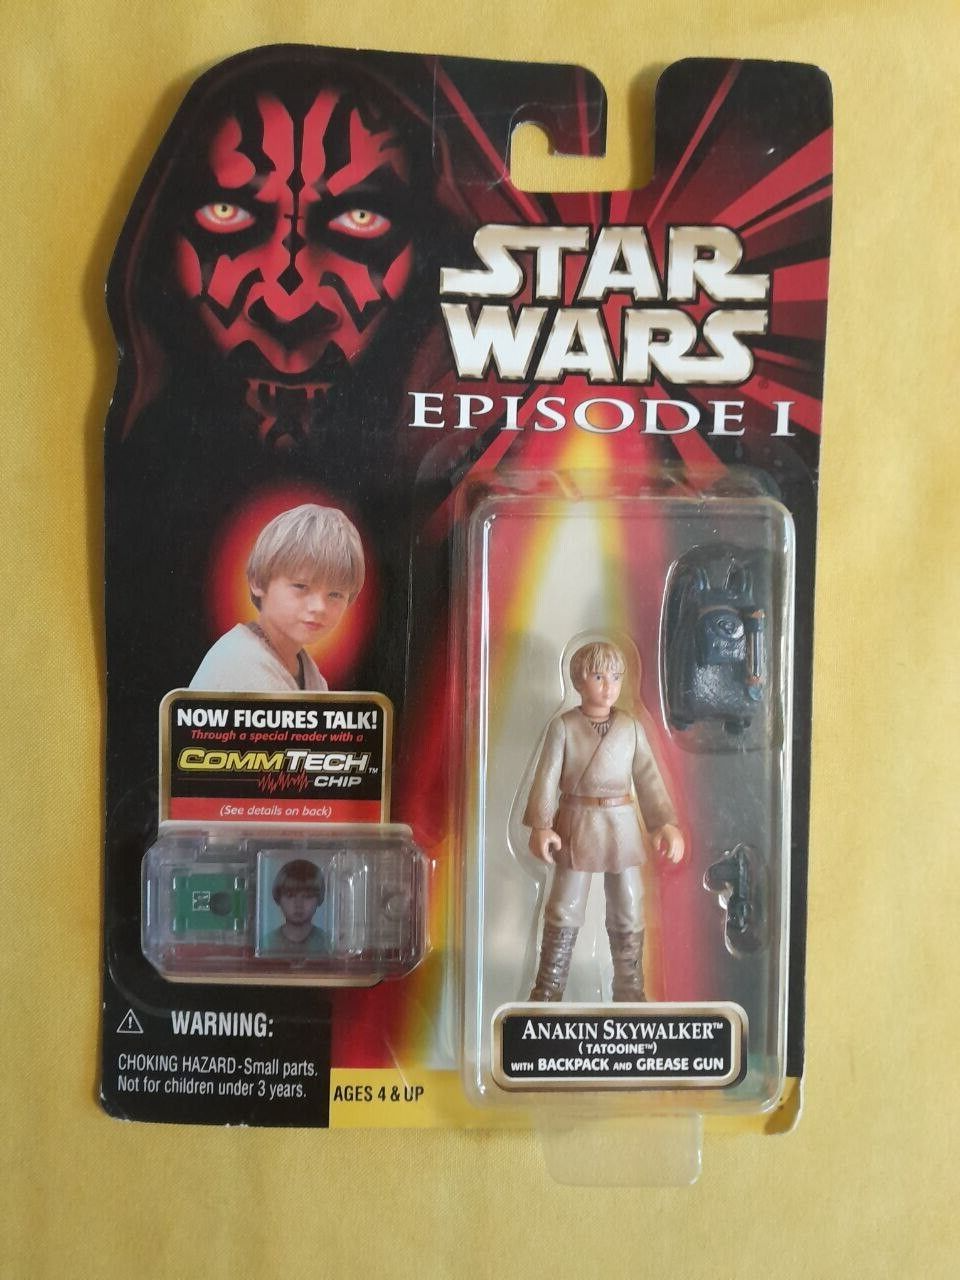 STAR
WARS®
EPISODE I
NOW FIGURES TALK!
Through a special reader with a
COMMTECH™
CHIP
(See details on back)
WARNING:
CHOKING HAZARD-Small parts.
Not for children under 3 years.
AGES 4 & UP
ANAKIN SKYWALKER™
(TATOOINE™)
WITH BACKPACK AND GREASE GUN